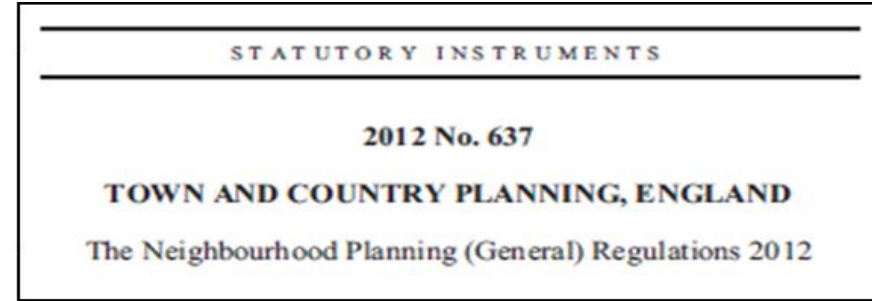 STATUTORY INSTRUMENTS
2012 No. 637
TOWN AND COUNTRY PLANNING, ENGLAND
The Neighbourhood Planning (General) Regulations 2012